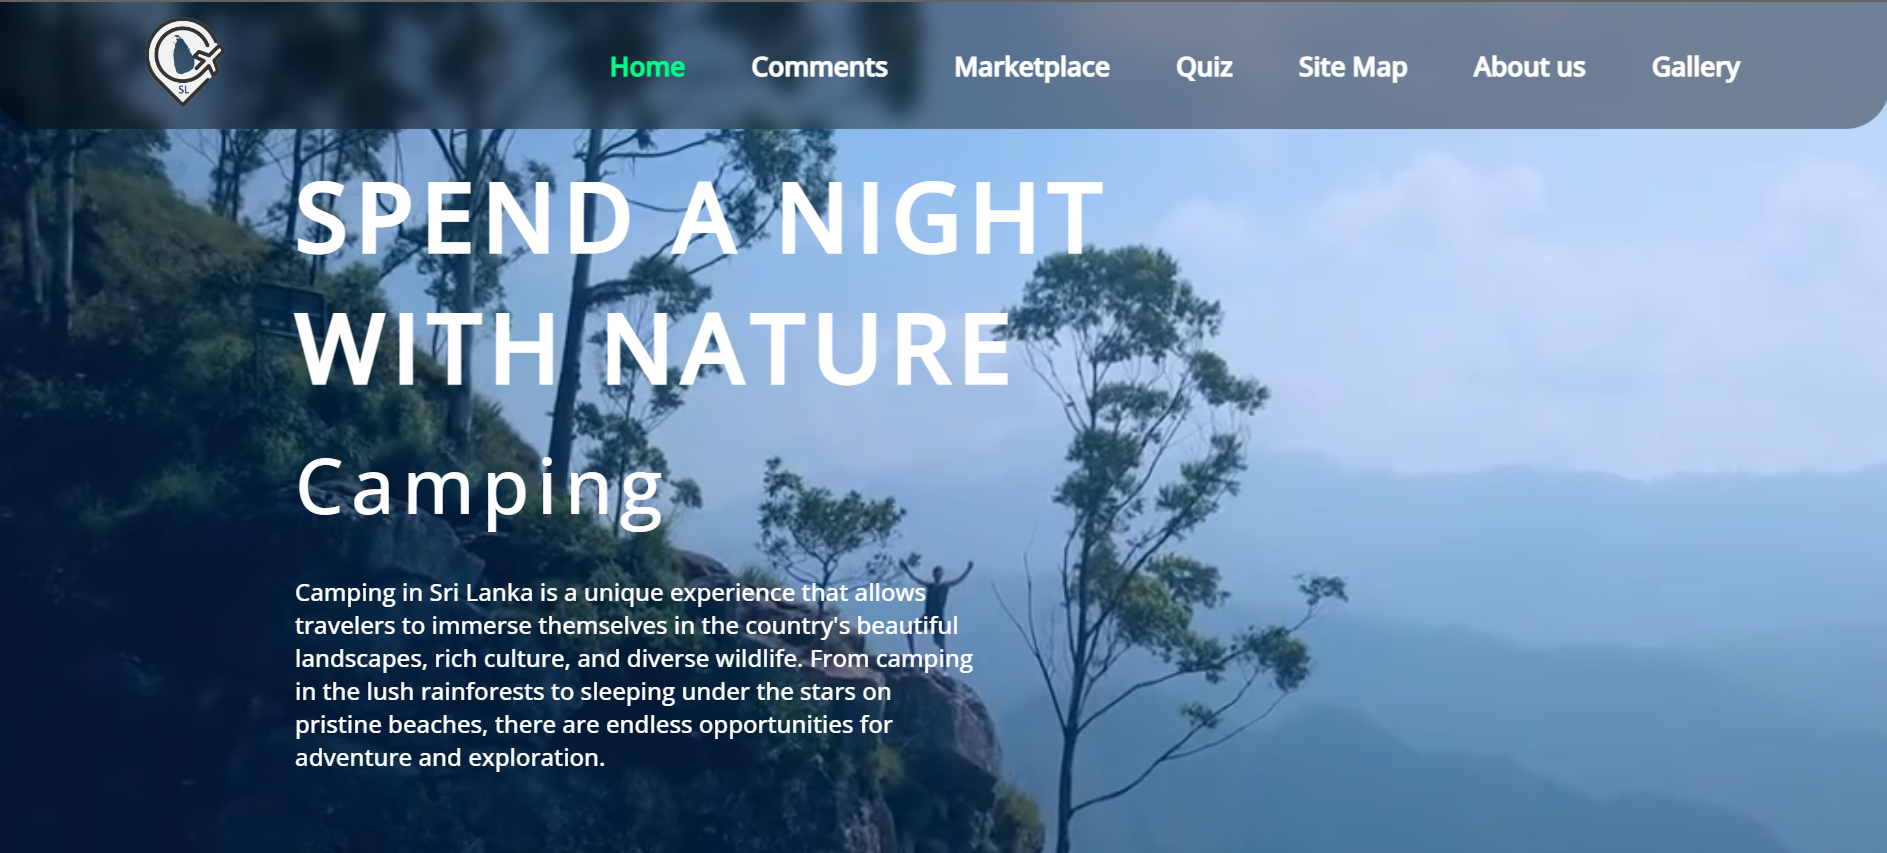 SL
Home Comments Marketplace Quiz Site Map About us Gallery
SPEND A NIGHT
WITH NATURE
Camping
Camping in Sri Lanka is a unique experience that allows
travelers to immerse themselves in the country's beautiful
landscapes, rich culture, and diverse wildlife. From camping
in the lush rainforests to sleeping under the stars on
pristine beaches, there are endless opportunities for
adventure and exploration.